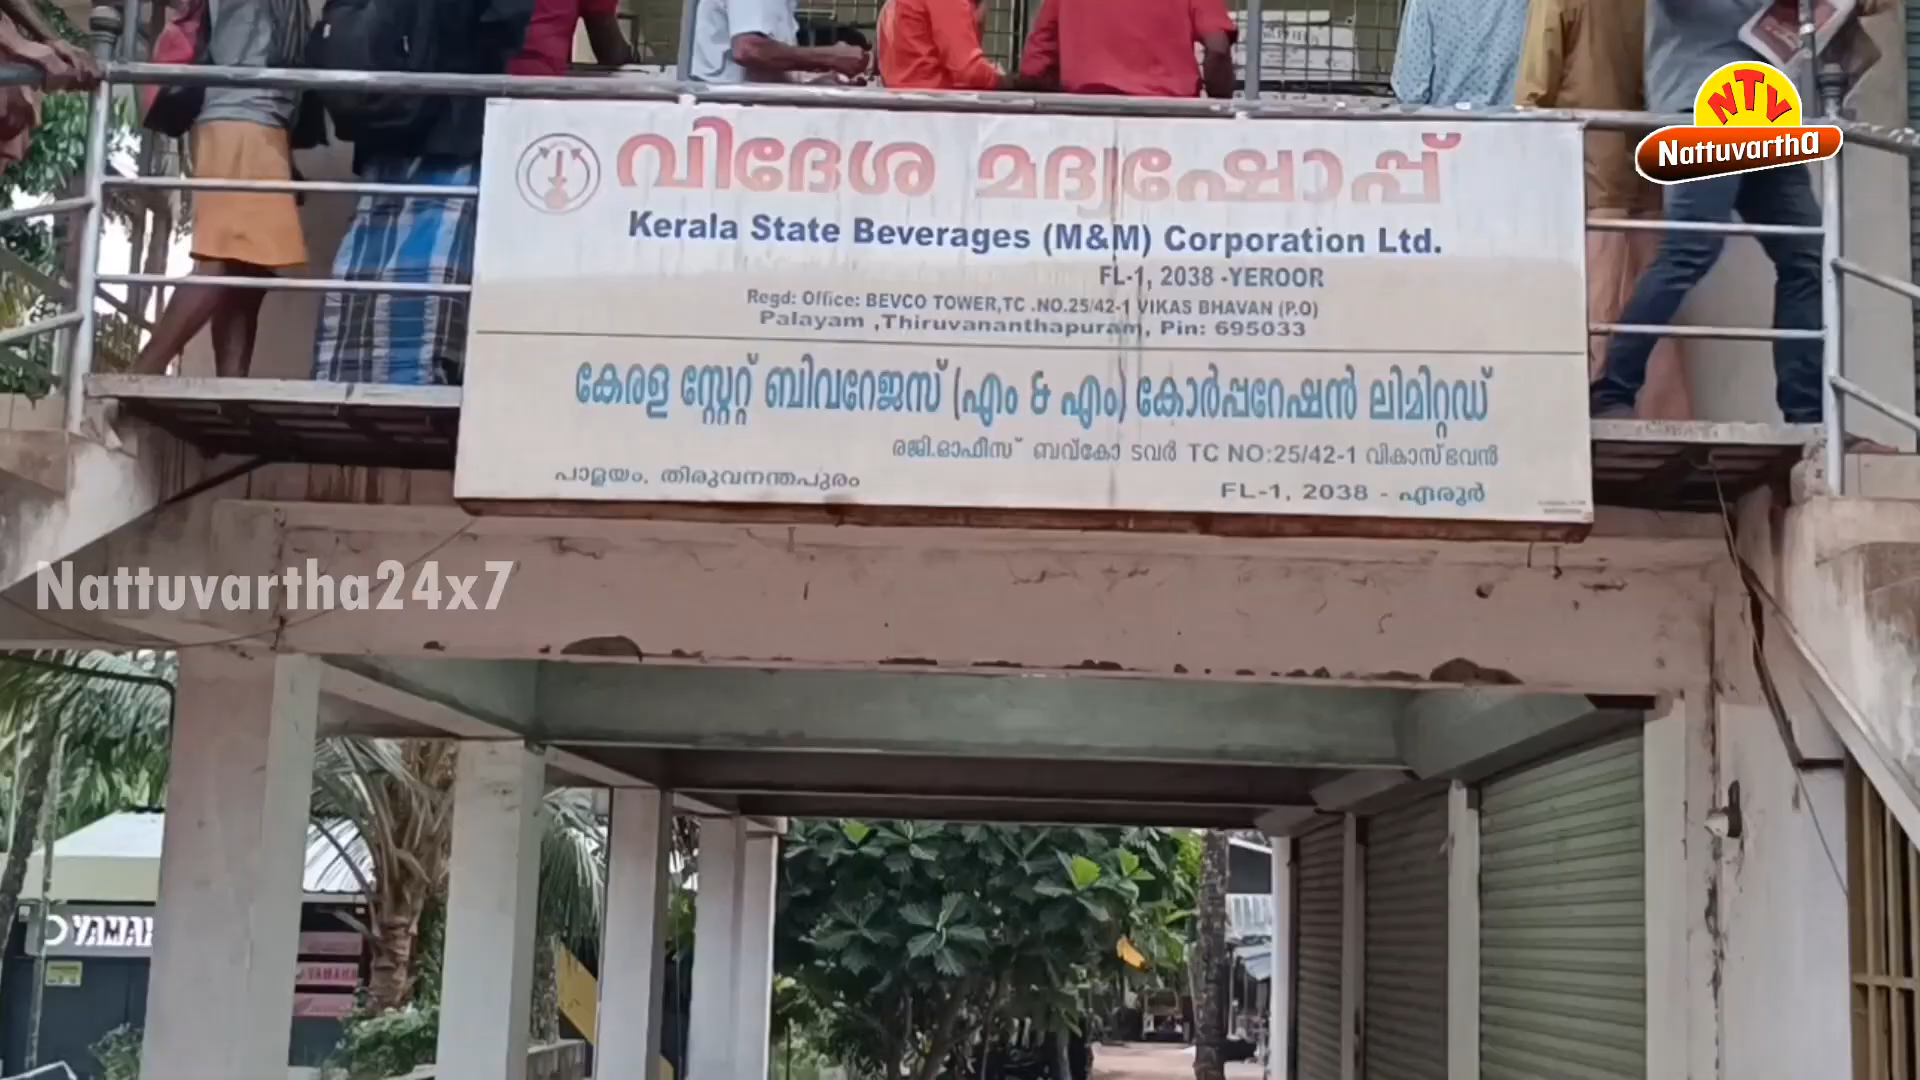 NTV
Nattuvartha
വിദേശ മദ്യഷോപ്പ്
Kerala State Beverages (M&M) Corporation Ltd.
FL-1, 2038 -YEROOR
Regd: Office: BEVCO TOWER,TC .NO.25/42-1 VIKAS BHAVAN (P.O)
Palayam ,Thiruvananthapuram, Pin: 695033
കേരള സ്റ്റേറ്റ് ബിവറേജസ് (എം & എം) കോർപ്പറേഷൻ ലിമിറ്റഡ്
രജി.ഓഫീസ് ബവ്കോ ടവർ TC NO:25/42-1 വികാസ് ഭവൻ
പാളയം, തിരുവനന്തപുരം
FL-1, 2038 - ഏരൂർ
Nattuvartha24x7
YAMAH